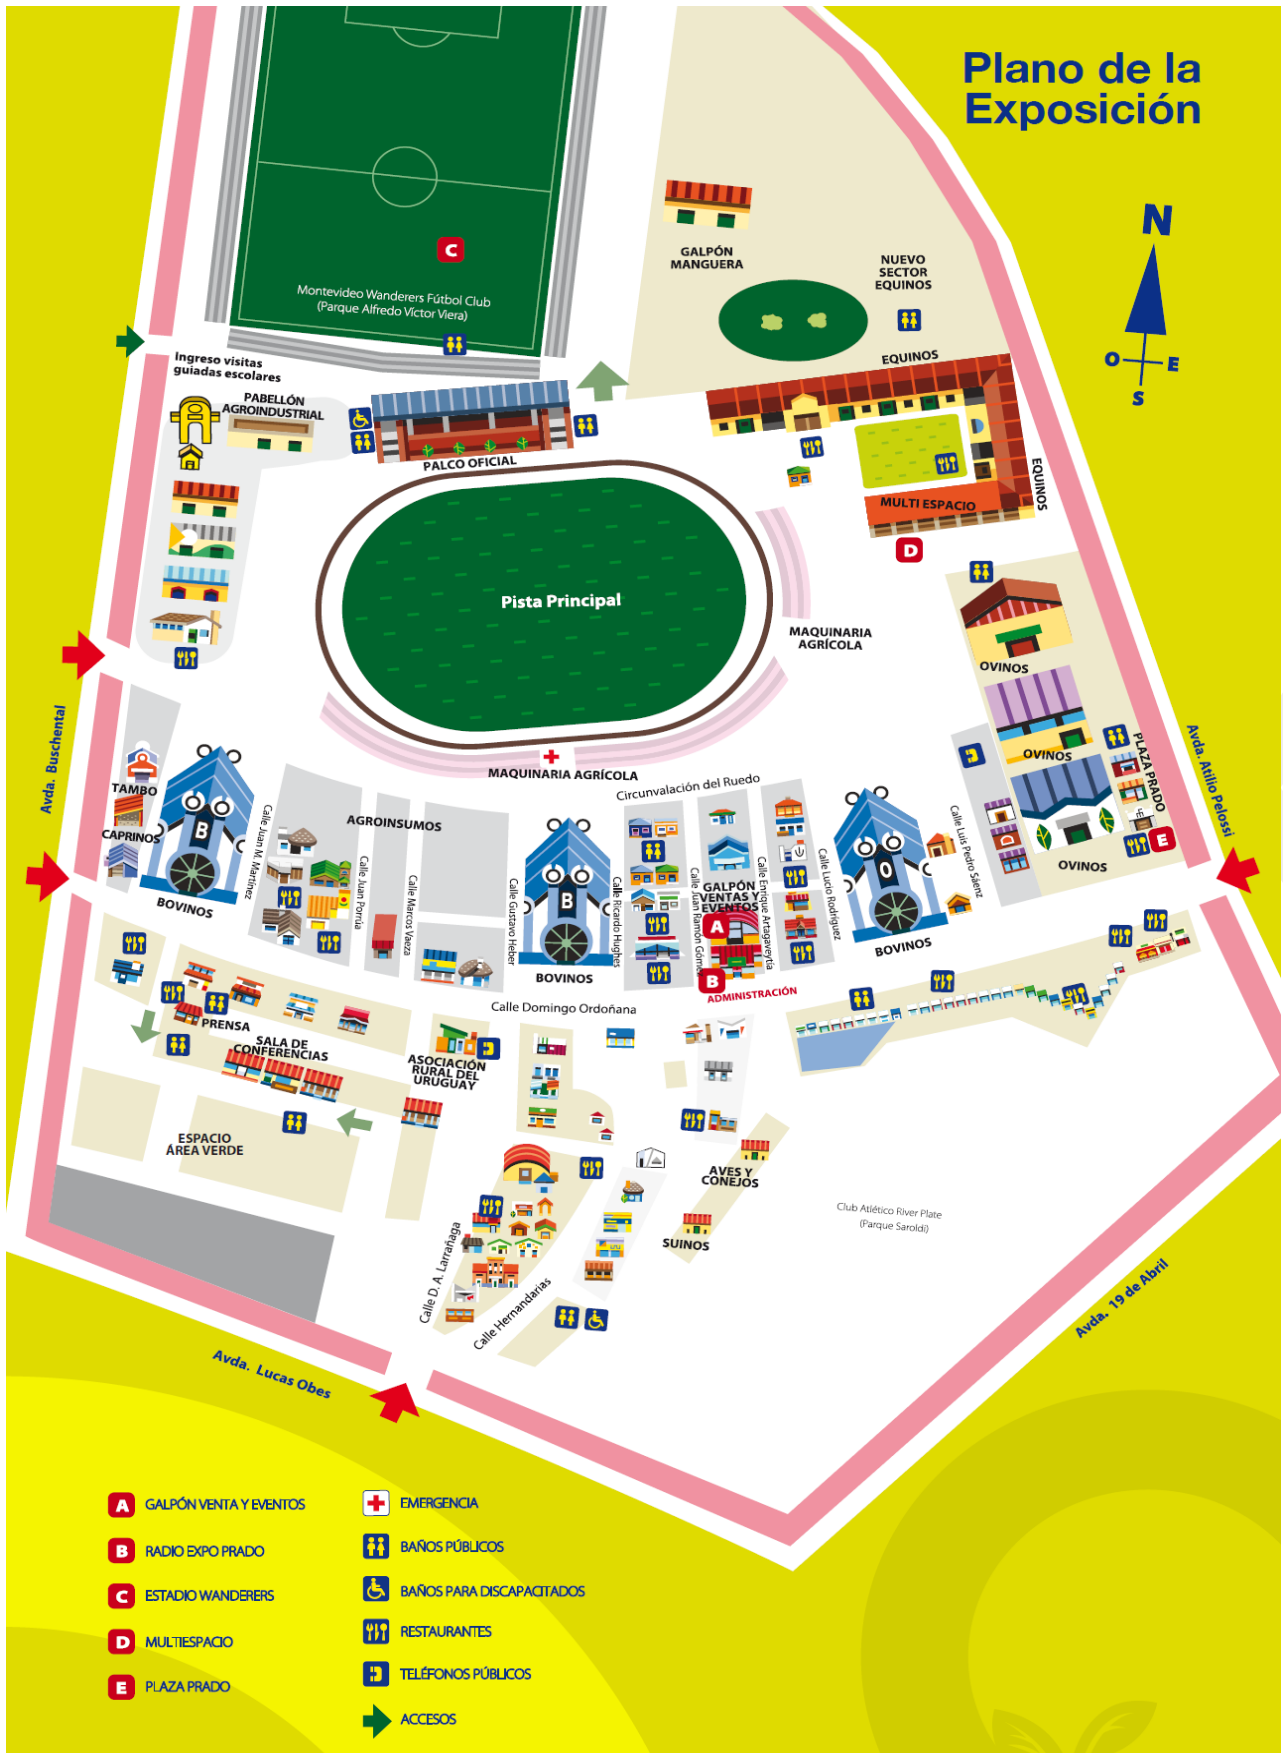 Plano de la
Exposición
N
O
E
S
C
Montevideo Wanderers Fútbol Club
(Parque Alfredo Víctor Viera)
GALPÓN
MANGUERA
NUEVO
SECTOR
EQUINOS
EQUINOS
EQUINOS
MULTI ESPACIO
D
Ingreso visitas
guiadas escolares
PABELLÓN
AGROINDUSTRIAL
PALCO OFICIAL
Pista Principal
MAQUINARIA
AGRÍCOLA
MAQUINARIA AGRÍCOLA
OVINOS
OVINOS
OVINOS
PLAZA PRADO
E
Avda. Atilio Pelossi
Avda. Buschental
TAMBO
CAPRINOS
B
BOVINOS
Calle Juan M. Martínez
AGROINSUMOS
Calle Juan Porrúa
Calle Marcos Vaeza
Calle Gustavo Heber
B
BOVINOS
Calle Ricardo Hughes
Circunvalación del Ruedo
Calle Juan Ramón Gómez
GALPÓN
VENTAS Y
EVENTOS
A
B
ADMINISTRACIÓN
Calle Enrique Artagaveytía
Calle Lucio Rodríguez
O
BOVINOS
Calle Luis Pedro Sáenz
D
Calle Domingo Ordoñana
PRENSA
SALA DE
CONFERENCIAS
ASOCIACIÓN
RURAL DEL
URUGUAY
ESPACIO
ÁREA VERDE
AVES Y
CONEJOS
SUINOS
Club Atlético River Plate
(Parque Saroldi)
Calle D. A. Larrañaga
Calle Hernandarias
Avda. 19 de Abril
Avda. Lucas Obes
A GALPÓN VENTA Y EVENTOS
B RADIO EXPO PRADO
C ESTADIO WANDERERS
D MULTIESPACIO
E PLAZA PRADO
EMERGENCIA
BAÑOS PÚBLICOS
BAÑOS PARA DISCAPACITADOS
RESTAURANTES
TELÉFONOS PÚBLICOS
ACCESOS